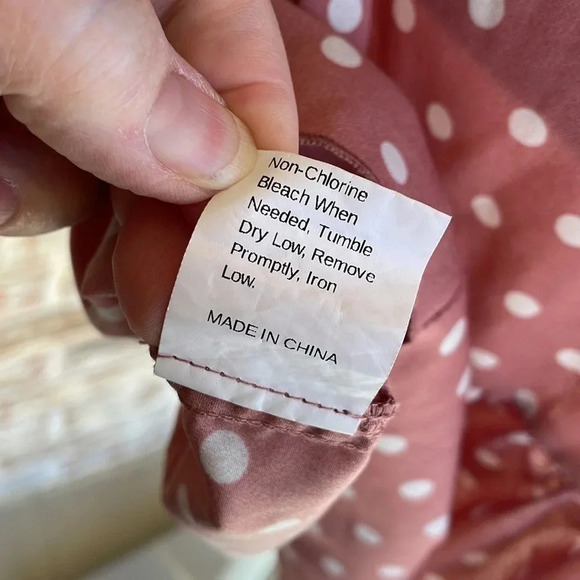 Non-Chlorine
Bleach When
Needed, Tumble
Dry Low, Remove
Promptly, Iron
Low.
MADE IN CHINA